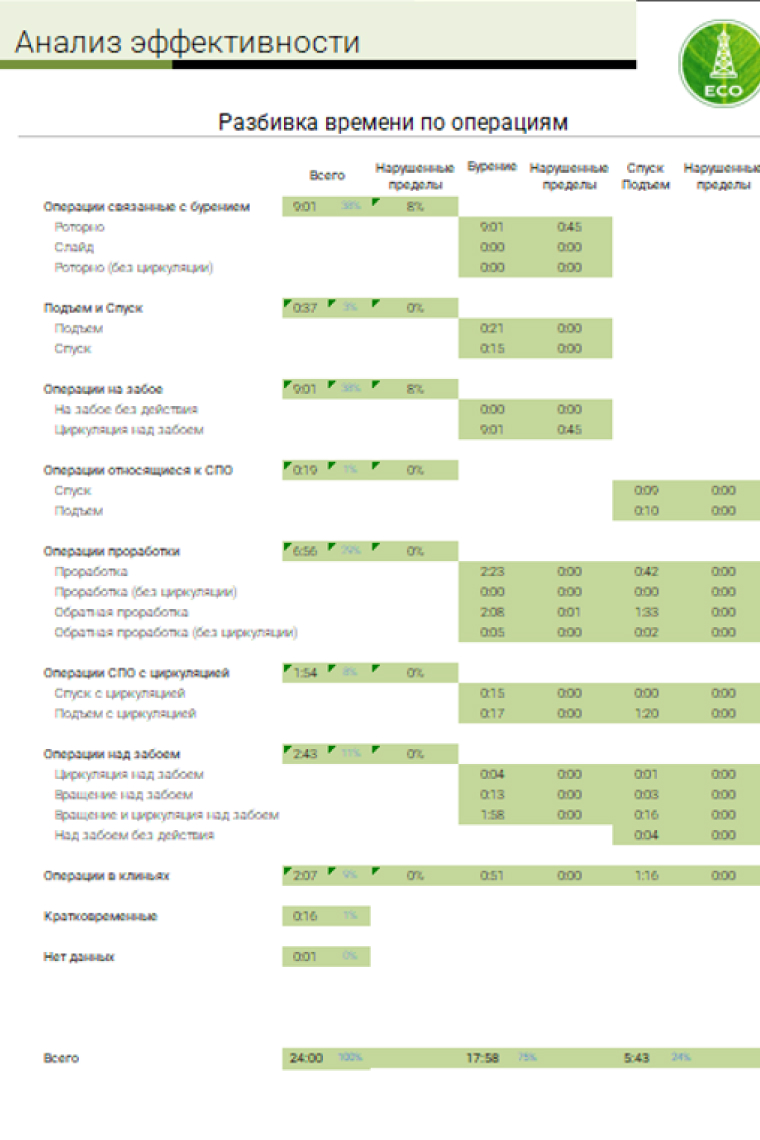 Анализ эффективности
ECO
Разбивка времени по операциям
Всего Нарушенные пределы Бурение Нарушенные пределы Спуск Подъем Нарушенные пределы
Операции связанные с бурением 9:01 38% 8%
Роторно 9:01 0:45
Слайд 0:00 0:00
Роторно (без циркуляции) 0:00 0:00
Подъем и Спуск 0:37 3% 0%
Подъем 0:21 0:00
Спуск 0:15 0:00
Операции на забое 9:01 38% 8%
На забое без действия 0:00 0:00
Циркуляция над забоем 9:01 0:45
Операции относящиеся к СПО 0:19 1% 0%
Спуск 0:09 0:00
Подъем 0:10 0:00
Операции проработки 6:56 29% 0%
Проработка 2:23 0:00 0:42 0:00
Проработка (без циркуляции) 0:00 0:00 0:00 0:00
Обратная проработка 2:08 0:01 1:33 0:00
Обратная проработка (без циркуляции) 0:05 0:00 0:02 0:00
Операции СПО с циркуляцией 1:54 8% 0%
Спуск с циркуляцией 0:15 0:00 0:00 0:00
Подъем с циркуляцией 0:17 0:00 1:20 0:00
Операции над забоем 2:43 11% 0%
Циркуляция над забоем 0:04 0:00 0:01 0:00
Вращение над забоем 0:13 0:00 0:03 0:00
Вращение и циркуляция над забоем 1:58 0:00 0:16 0:00
Над забоем без действия 0:04 0:00
Операции в клиньях 2:07 9% 0% 0:51 0:00 1:16 0:00
Кратковременные 0:16 1%
Нет данных 0:01 0%
Всего 24:00 100% 17:58 75% 5:43 24%